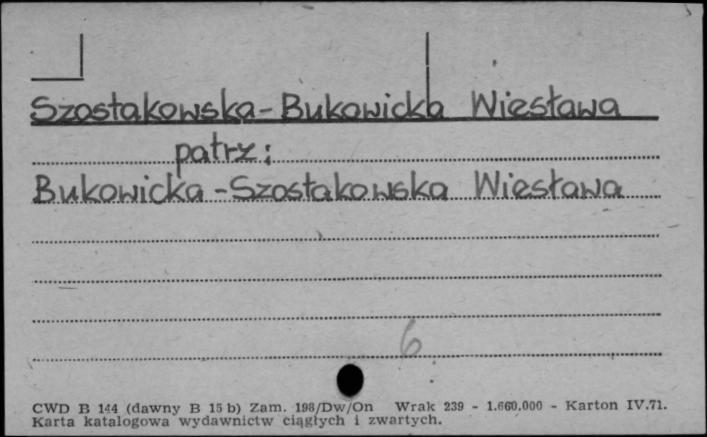 Szostakowska-Bukowicka Wiesława
patrz:
Bukowicka-Szostakowska Wiesława
6
CWD B 144 (dawny B 15 b) Zam. 198/Dw/On Wrak 239 - 1.660.000 - Karton IV.71.
Karta katalogowa wydawnictw ciągłych i zwartych.